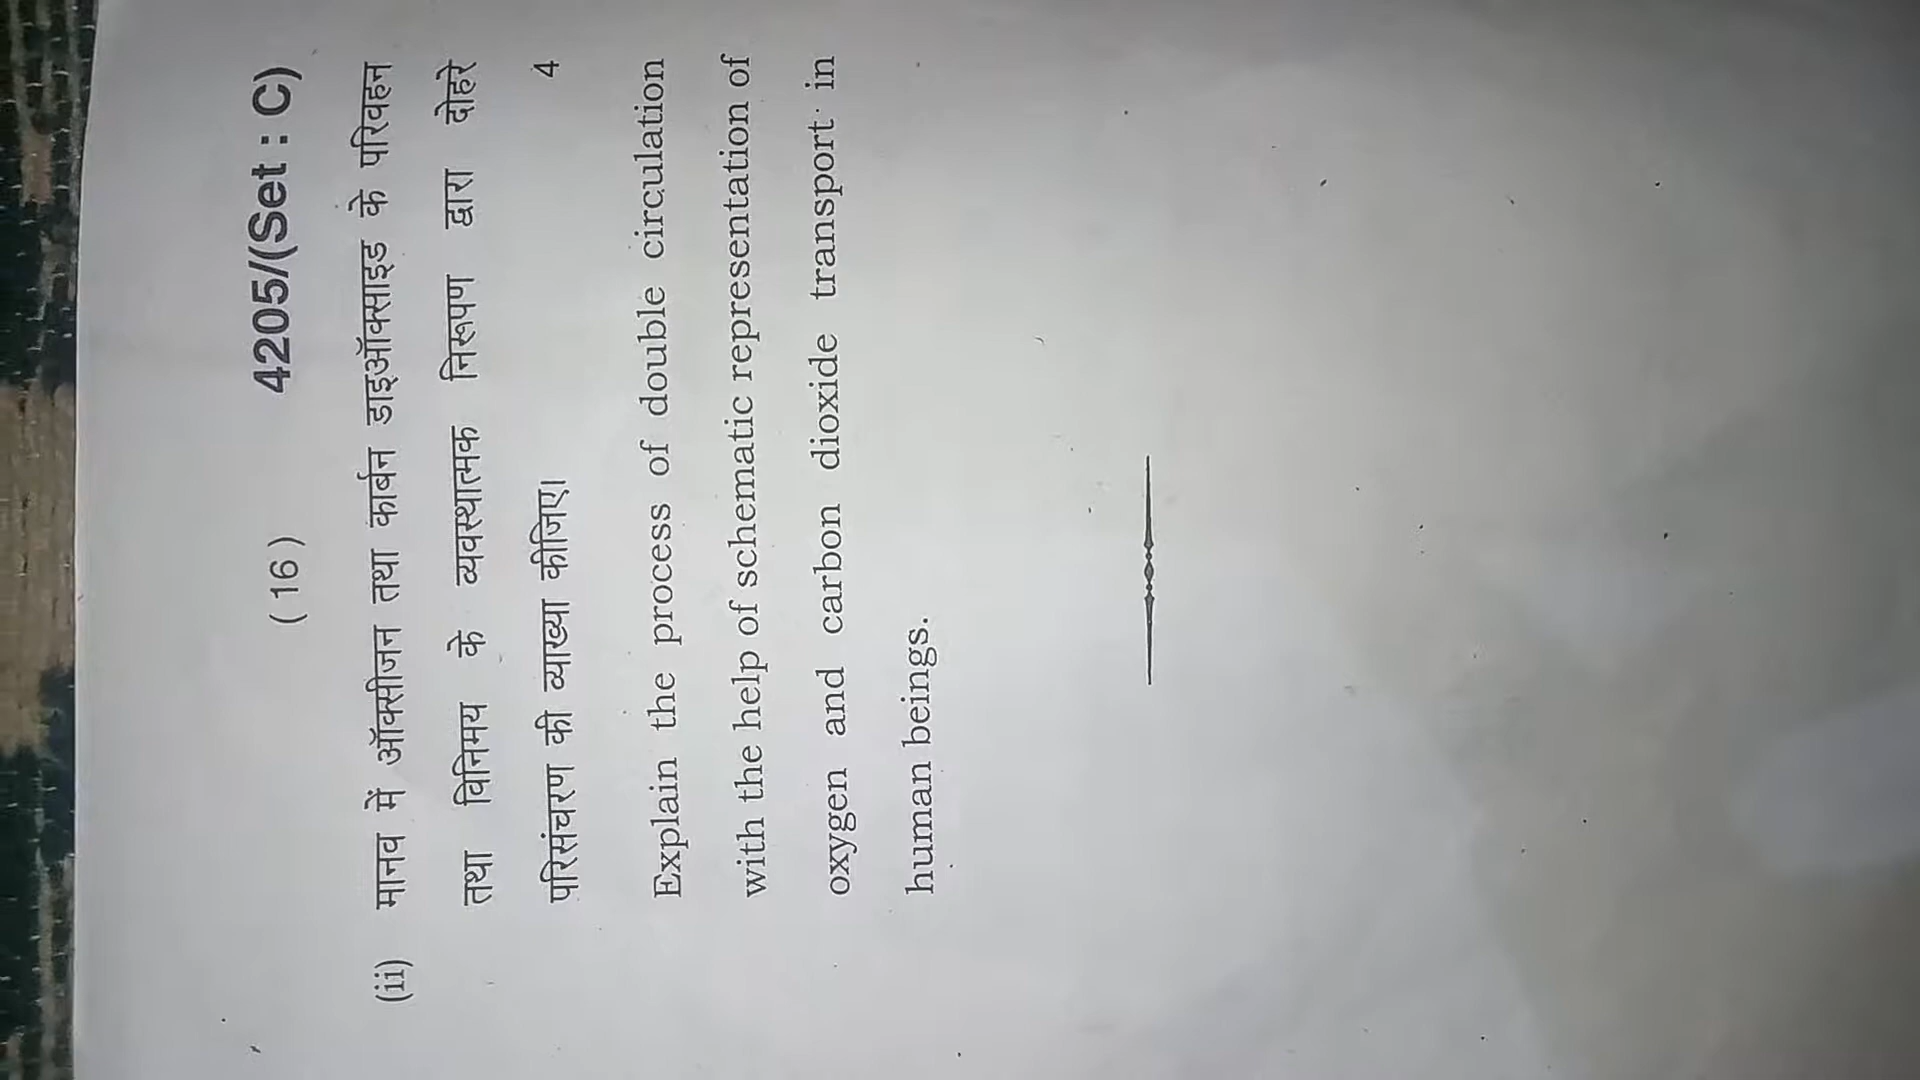 (16) 4205/(Set : C)
(ii) मानव में ऑक्सीजन तथा कार्बन डाइऑक्साइड के परिवहन
तथा विनिमय के व्यवस्थात्मक निरूपण द्वारा दोहरे
परिसंचरण की व्याख्या कीजिए। 4
Explain the process of double circulation
with the help of schematic representation of
oxygen and carbon dioxide transport in
human beings.